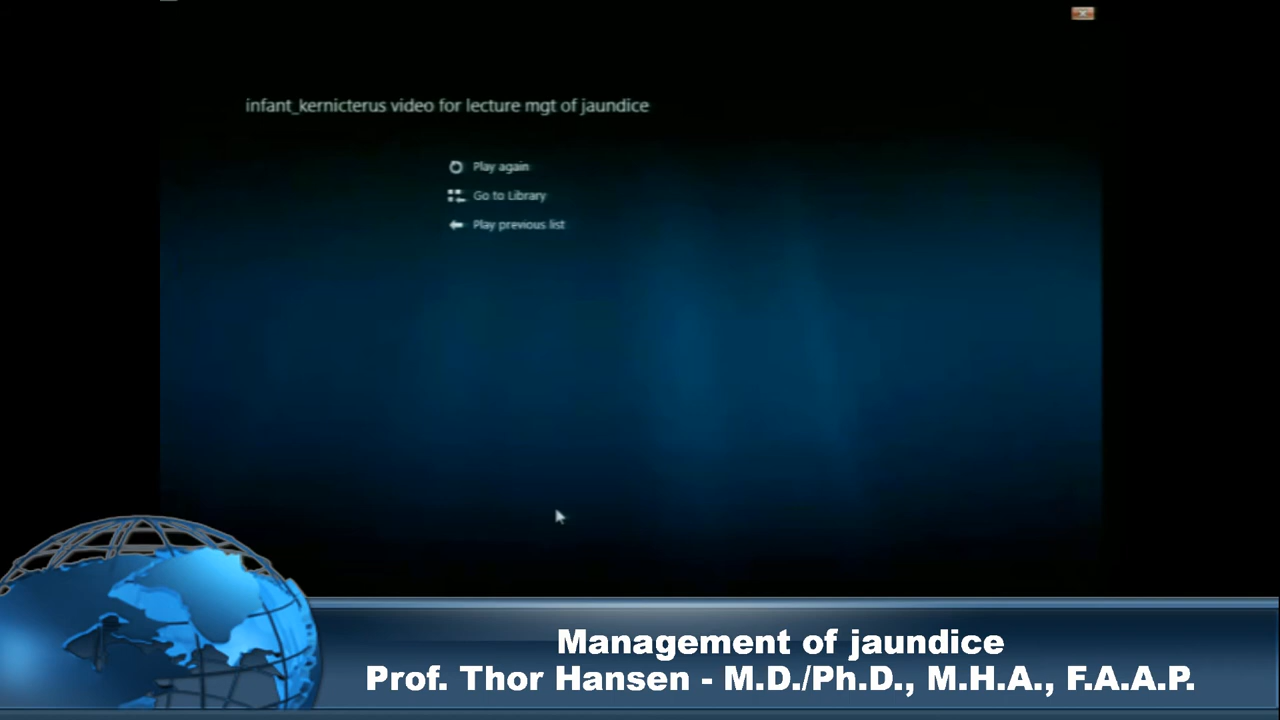 infant_kernicterus video for lecture mgt of jaundice
Play again
Go to Library
Play previous list
Management of jaundice
Prof. Thor Hansen - M.D./Ph.D., M.H.A., F.A.A.P.